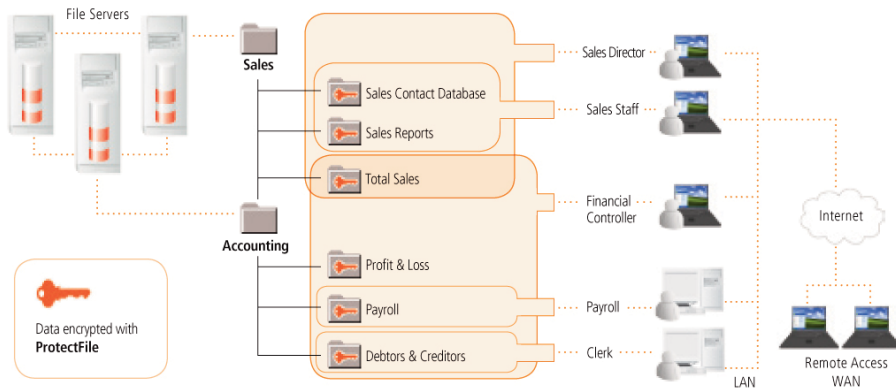 File Servers
Sales
Sales Contact Database
Sales Reports
Total Sales
Accounting
Profit & Loss
Payroll
Debtors & Creditors
Sales Director
Sales Staff
Financial
Controller
Payroll
Clerk
LAN
Internet
Remote Access
WAN
Data encrypted with
ProtectFile